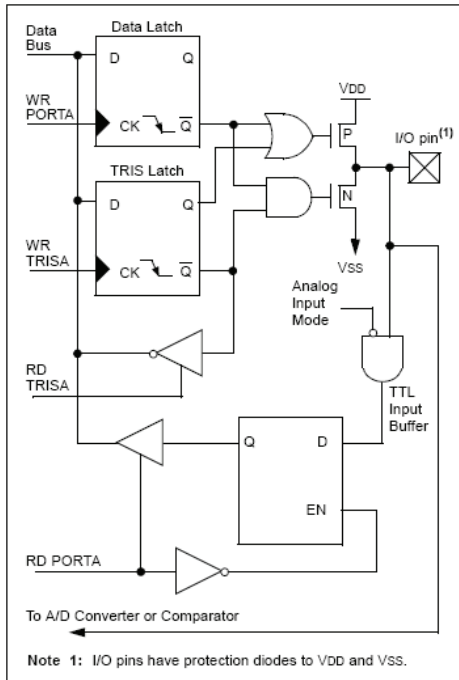 Data Latch
Data
Bus
D Q
WR
PORTA
CK Q
VDD
P
I/O pin(1)
TRIS Latch
D Q
N
WR
TRISA
CK Q
VSS
Analog
Input
Mode
RD
TRISA
TTL
Input
Buffer
Q D
EN
RD PORTA
To A/D Converter or Comparator
Note 1: I/O pins have protection diodes to VDD and VSS.